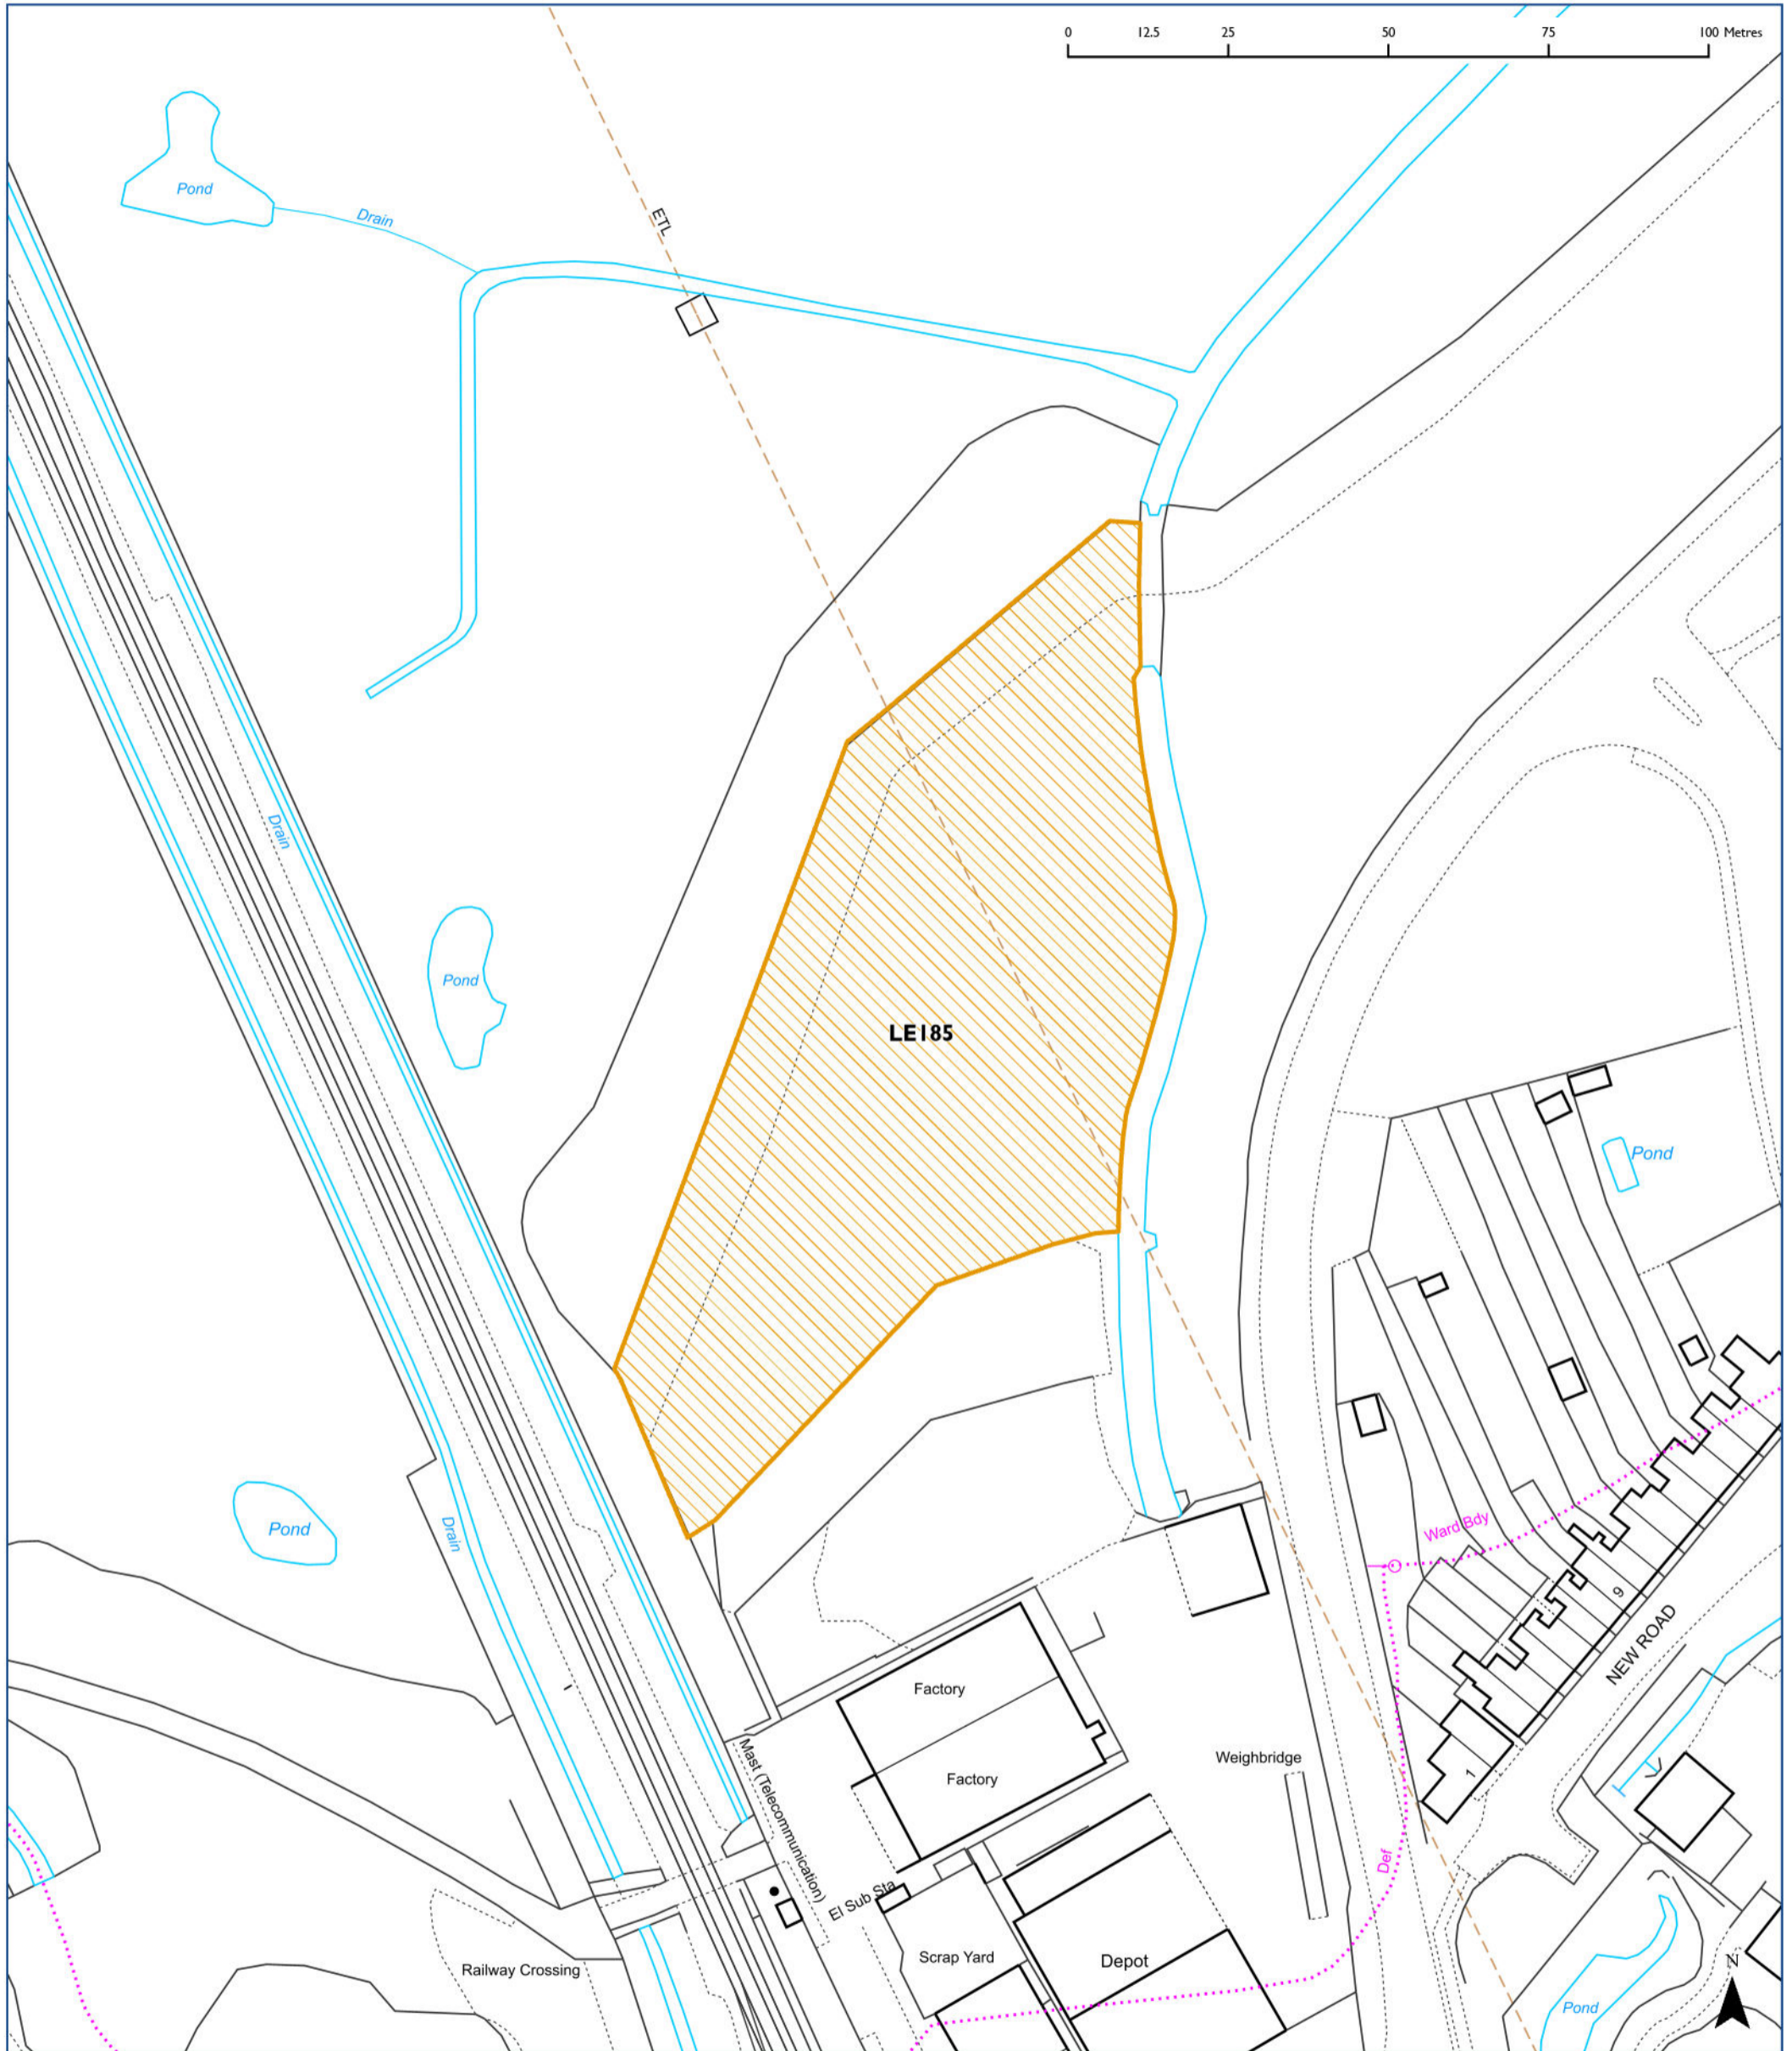 0 12.5 25 50 75 100 Metres
Pond
Drain
ETL
Drain
Pond
LE185
Pond
Pond
Drain
Ward Bdy
9
NEW ROAD
Factory
Factory
Weighbridge
1
Mast (Telecommunication)
El Sub Sta
Def
Scrap Yard
Depot
Railway Crossing
N
Pond